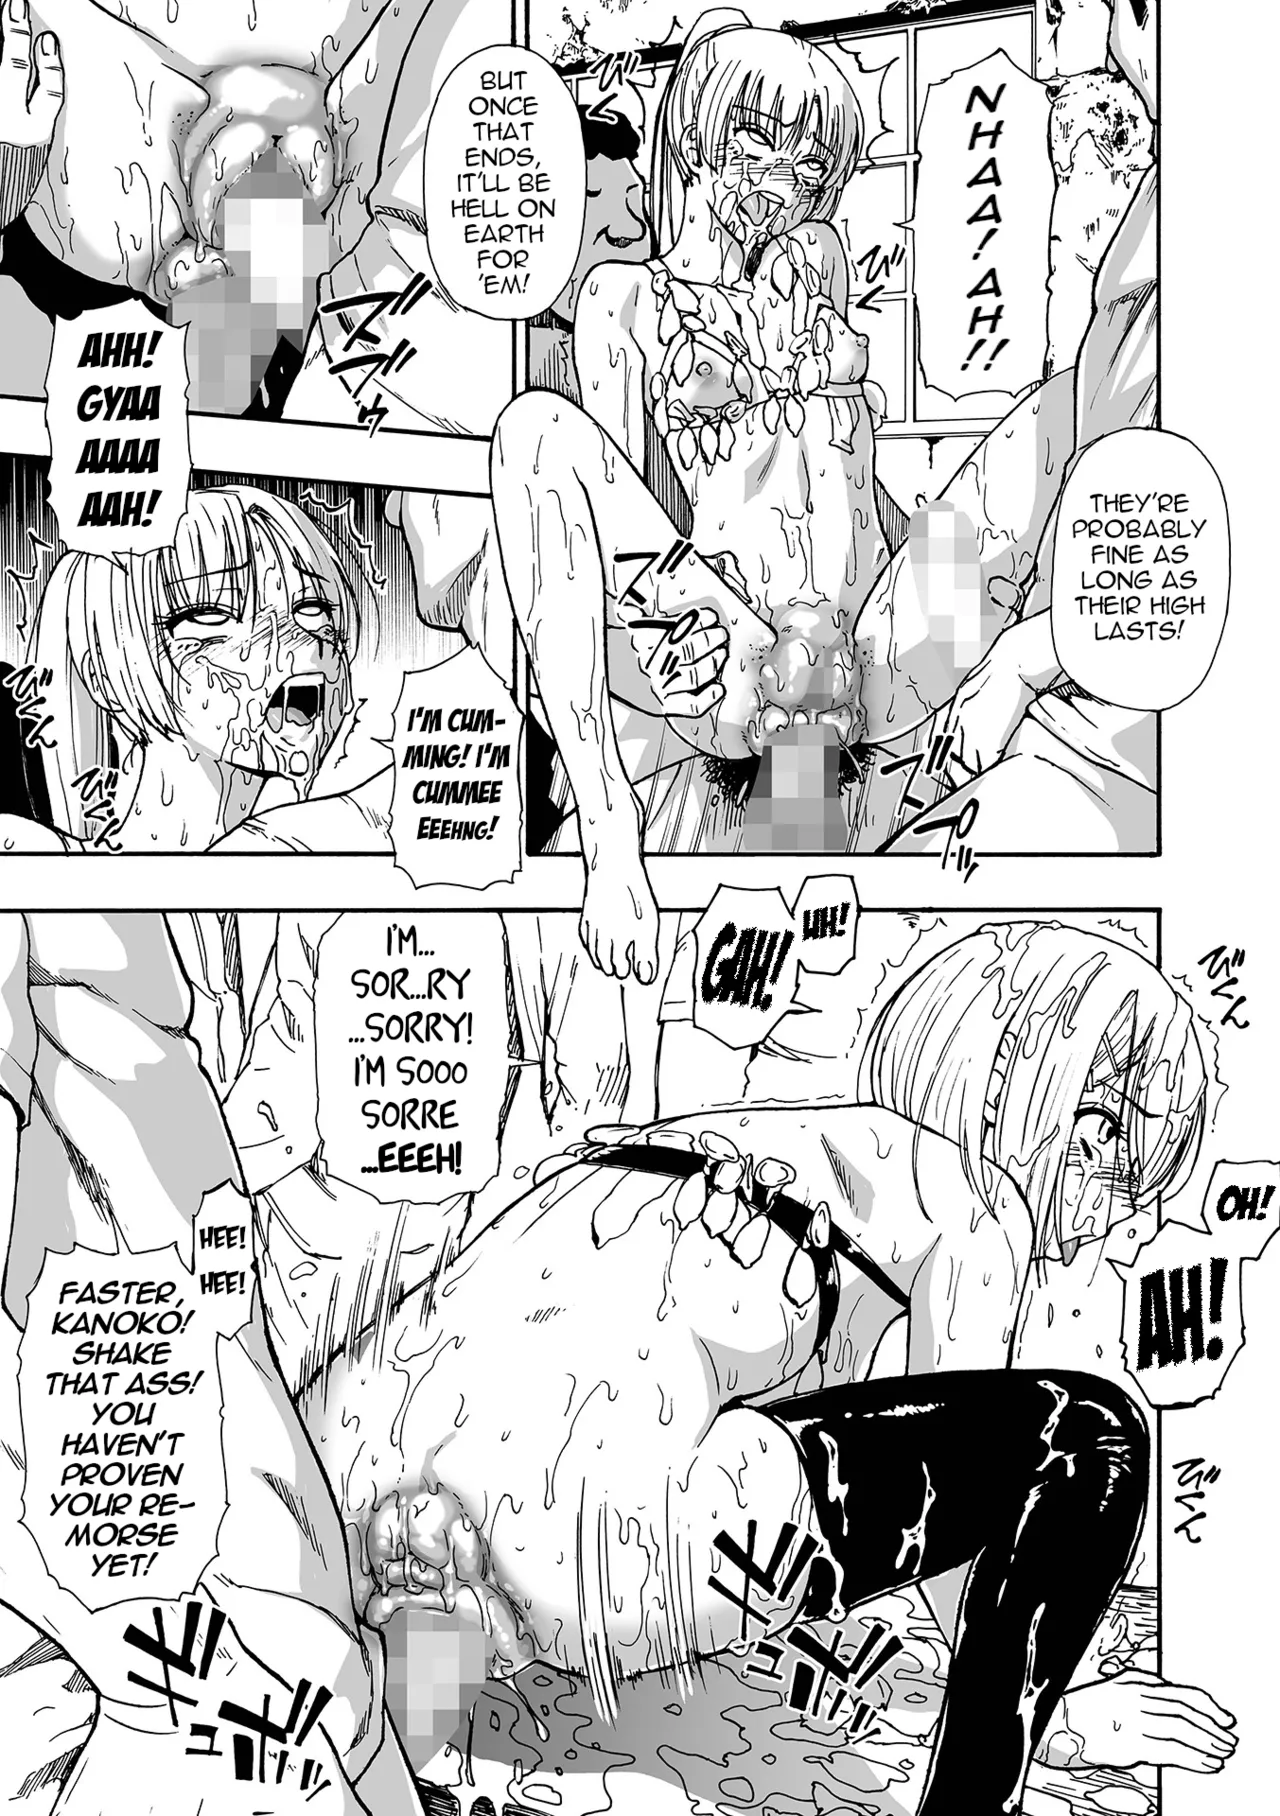 NHAA! AH!!
THEY'RE
PROBABLY
FINE AS
LONG AS
THEIR HIGH
LASTS!
BUT
ONCE
THAT
ENDS,
IT'LL BE
HELL ON
EARTH
FOR
'EM!
AHH!
GYAA
AAAA
AAH!
I'M CUM-
MING! I'M
CUMMEE
EEEHNG!
UH!
GAH!
OH!
AH!
I'M...
SOR...RY
...SORRY!
I'M SOOO
SORRE
...EEEH!
HEE!
HEE!
FASTER,
KANOKO!
SHAKE
THAT ASS!
YOU
HAVEN'T
PROVEN
YOUR RE-
MORSE
YET!